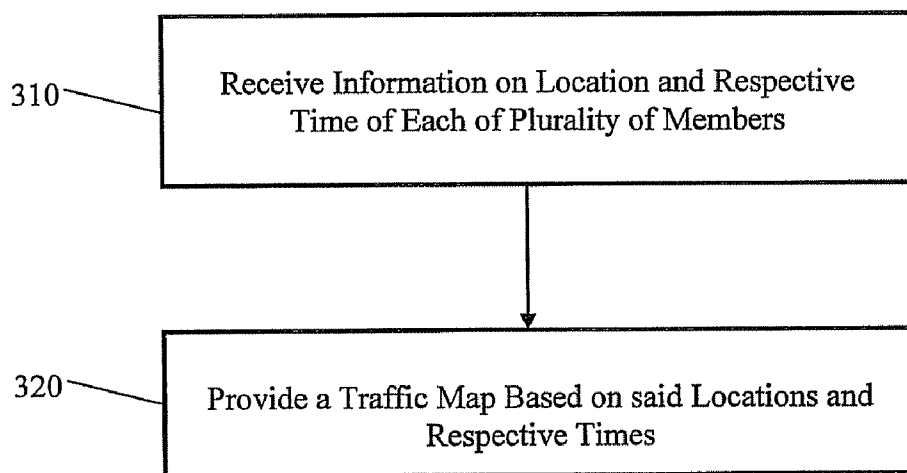 310
Receive Information on Location and Respective
Time of Each of Plurality of Members
320
Provide a Traffic Map Based on said Locations and
Respective Times